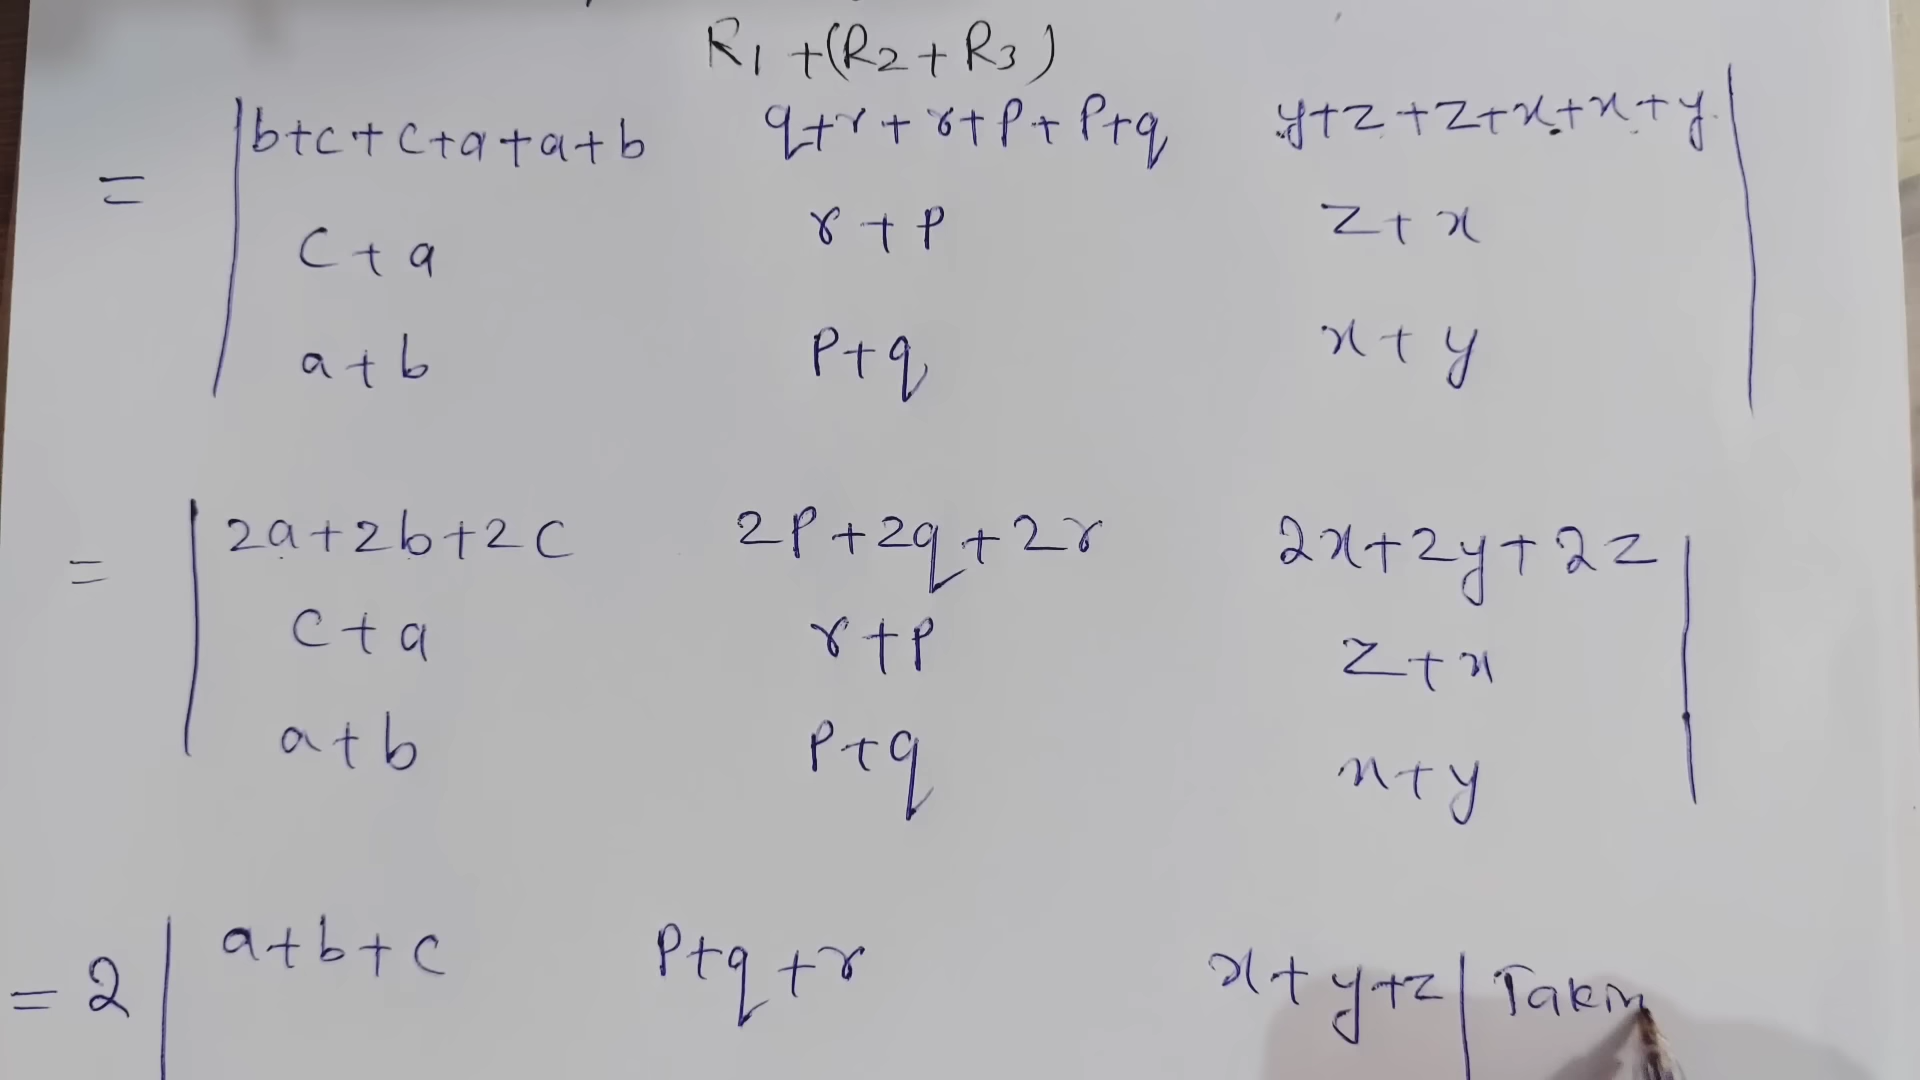 R1 +(R2 + R3)
= | b+c+c+a+a+b q+r+r+p+p+q y+z+z+x+x+y |
c+a r+p z+x
a+b p+q x+y
= | 2a+2b+2c 2p+2q+2r 2x+2y+2z |
c+a r+p z+x
a+b p+q x+y
= 2 | a+b+c p+q+r x+y+z | Takin